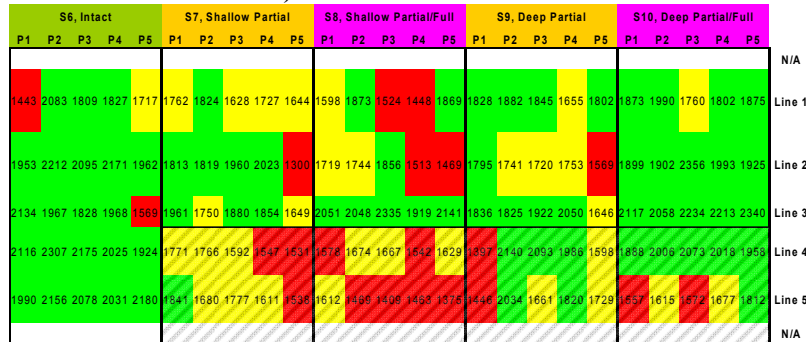 S6, Intact S7, Shallow Partial S8, Shallow Partial/Full S9, Deep Partial S10, Deep Partial/Full
P1 P2 P3 P4 P5 P1 P2 P3 P4 P5 P1 P2 P3 P4 P5 P1 P2 P3 P4 P5 P1 P2 P3 P4 P5
N/A
1443 2083 1809 1827 1717 1762 1824 1628 1727 1644 1598 1873 1524 1448 1869 1828 1882 1845 1655 1802 1873 1990 1760 1802 1875 Line 1
1953 2212 2095 2171 1962 1813 1819 1960 2023 1300 1719 1744 1856 1513 1469 1795 1741 1720 1753 1569 1899 1902 2356 1993 1925 Line 2
2134 1967 1828 1968 1569 1961 1750 1880 1854 1649 2051 2048 2335 1919 2141 1836 1825 1922 2050 1646 2117 2058 2234 2213 2340 Line 3
2116 2307 2175 2025 1924 1771 1766 1592 1547 1531 1578 1674 1667 1542 1629 1397 2140 2093 1986 1598 1888 2006 2073 2018 1958 Line 4
1990 2156 2078 2031 2180 1841 1680 1777 1611 1538 1612 1469 1409 1463 1375 1446 2034 1661 1820 1729 1557 1615 1572 1677 1812 Line 5
N/A